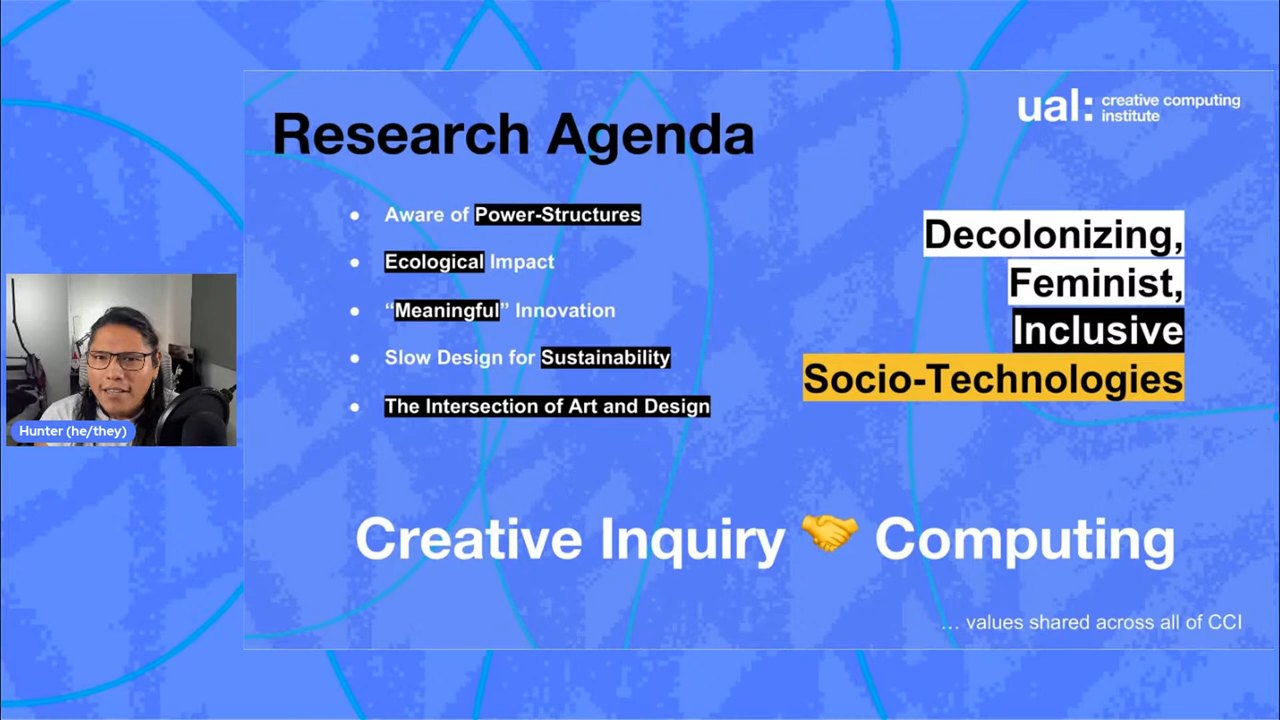 Research Agenda
ual: creative computing
institute
Aware of Power-Structures
Ecological Impact
“Meaningful” Innovation
Slow Design for Sustainability
The Intersection of Art and Design
Decolonizing,
Feminist,
Inclusive
Socio-Technologies
Hunter (he/they)
Creative Inquiry 🤝 Computing
... values shared across all of CCI